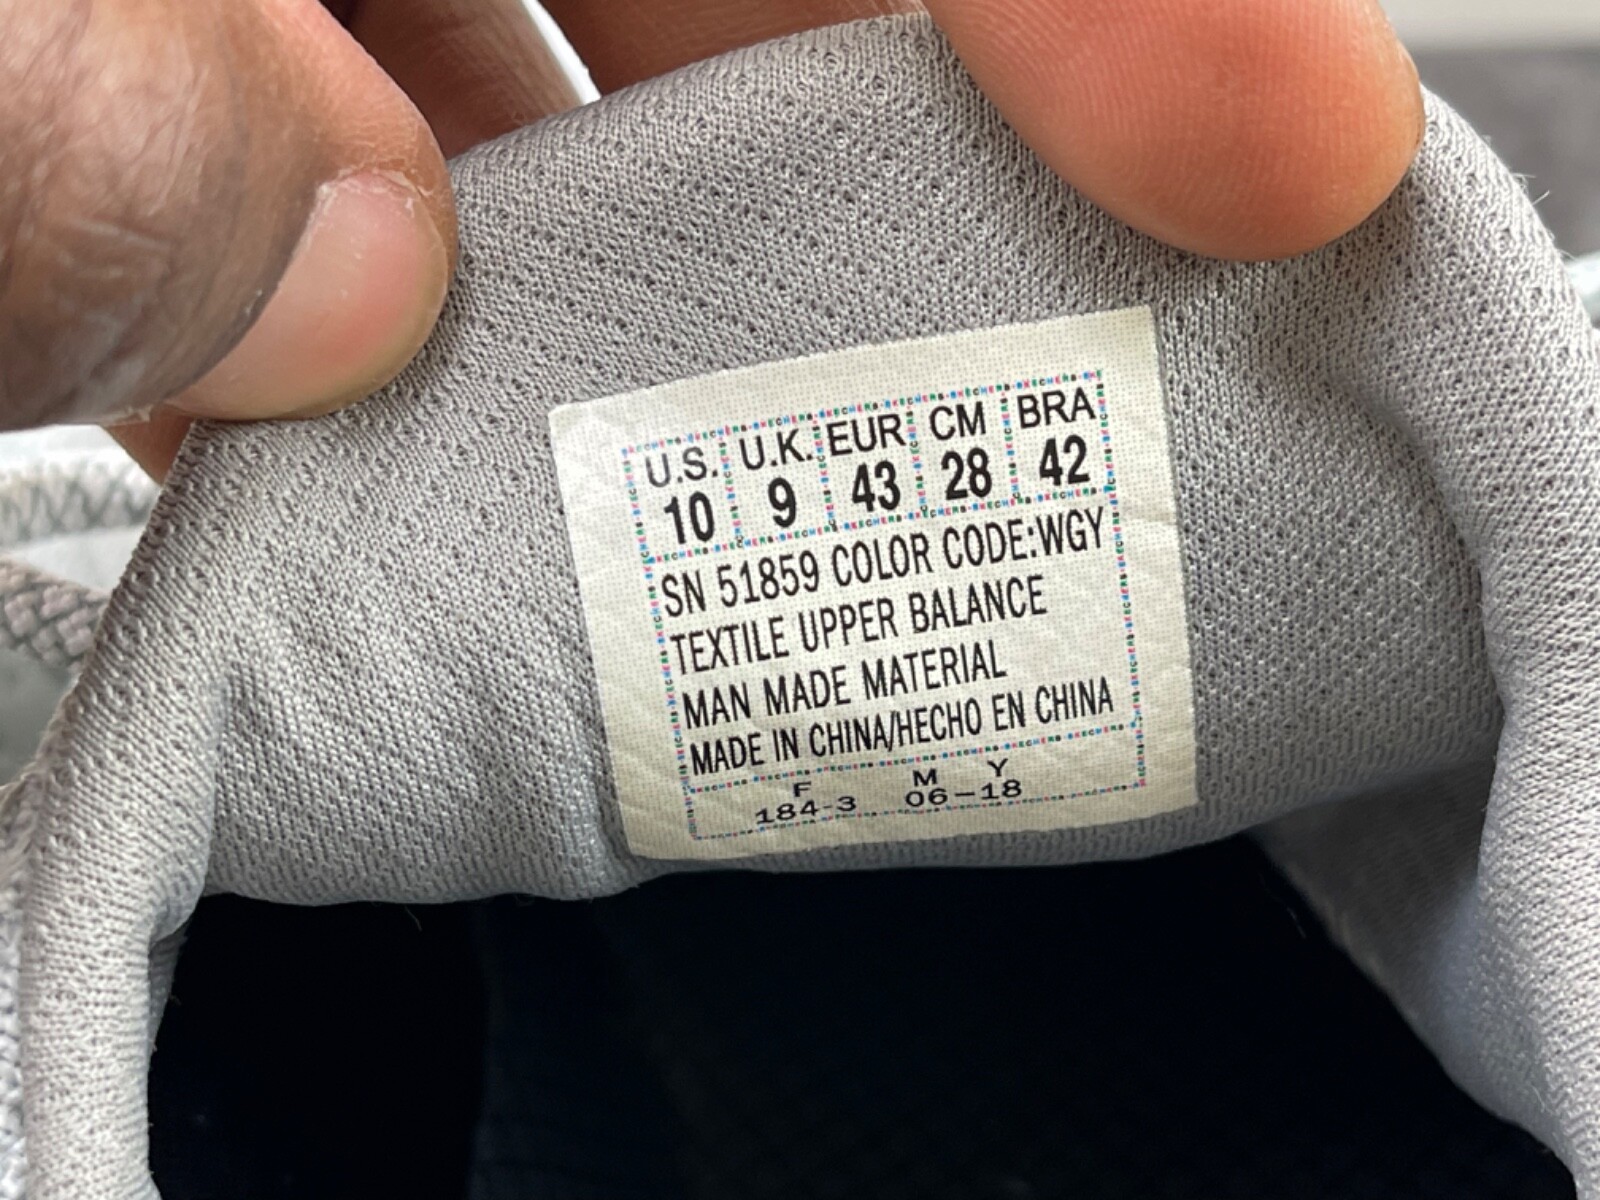 U.S. U.K. EUR CM BRA
10 9 43 28 42
SN 51859 COLOR CODE:WGY
TEXTILE UPPER BALANCE
MAN MADE MATERIAL
MADE IN CHINA/HECHO EN CHINA
F M Y
184-3 06-18